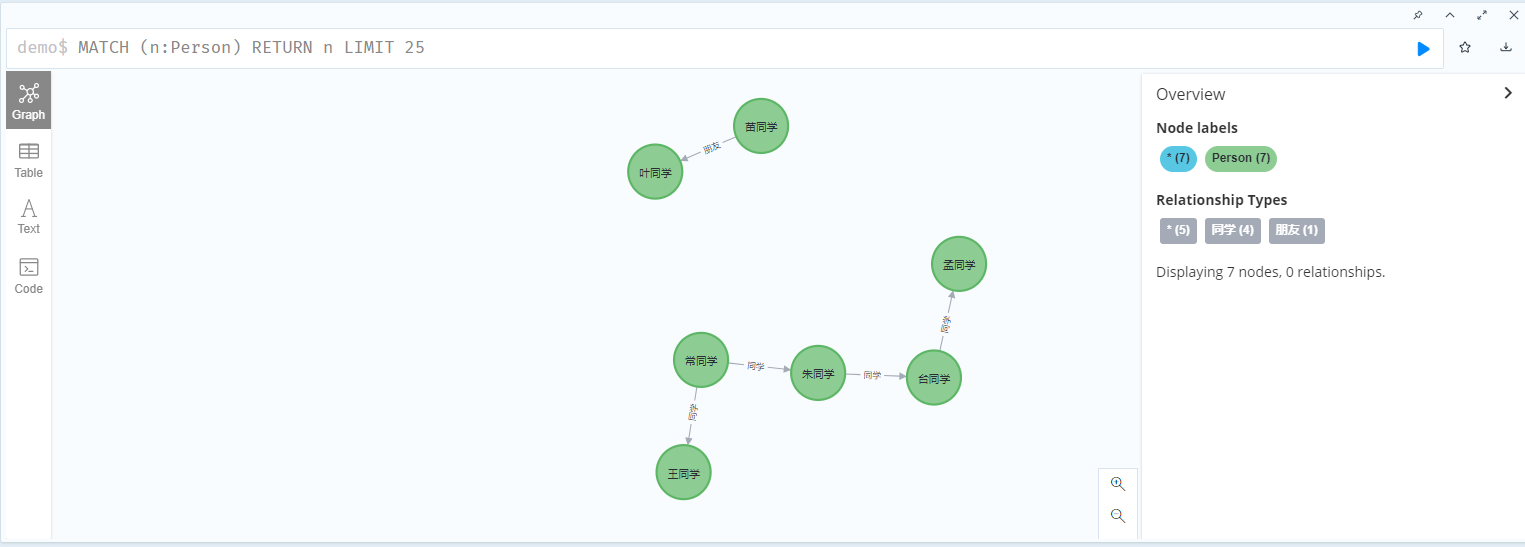 demo$ MATCH (n:Person) RETURN n LIMIT 25
Graph
Table
Text
Code
苗同学
朋友
叶同学
孟同学
同学
常同学
同学
朱同学
同学
台同学
同学
王同学
Overview
Node labels
* (7) Person (7)
Relationship Types
* (5) 同学 (4) 朋友 (1)
Displaying 7 nodes, 0 relationships.